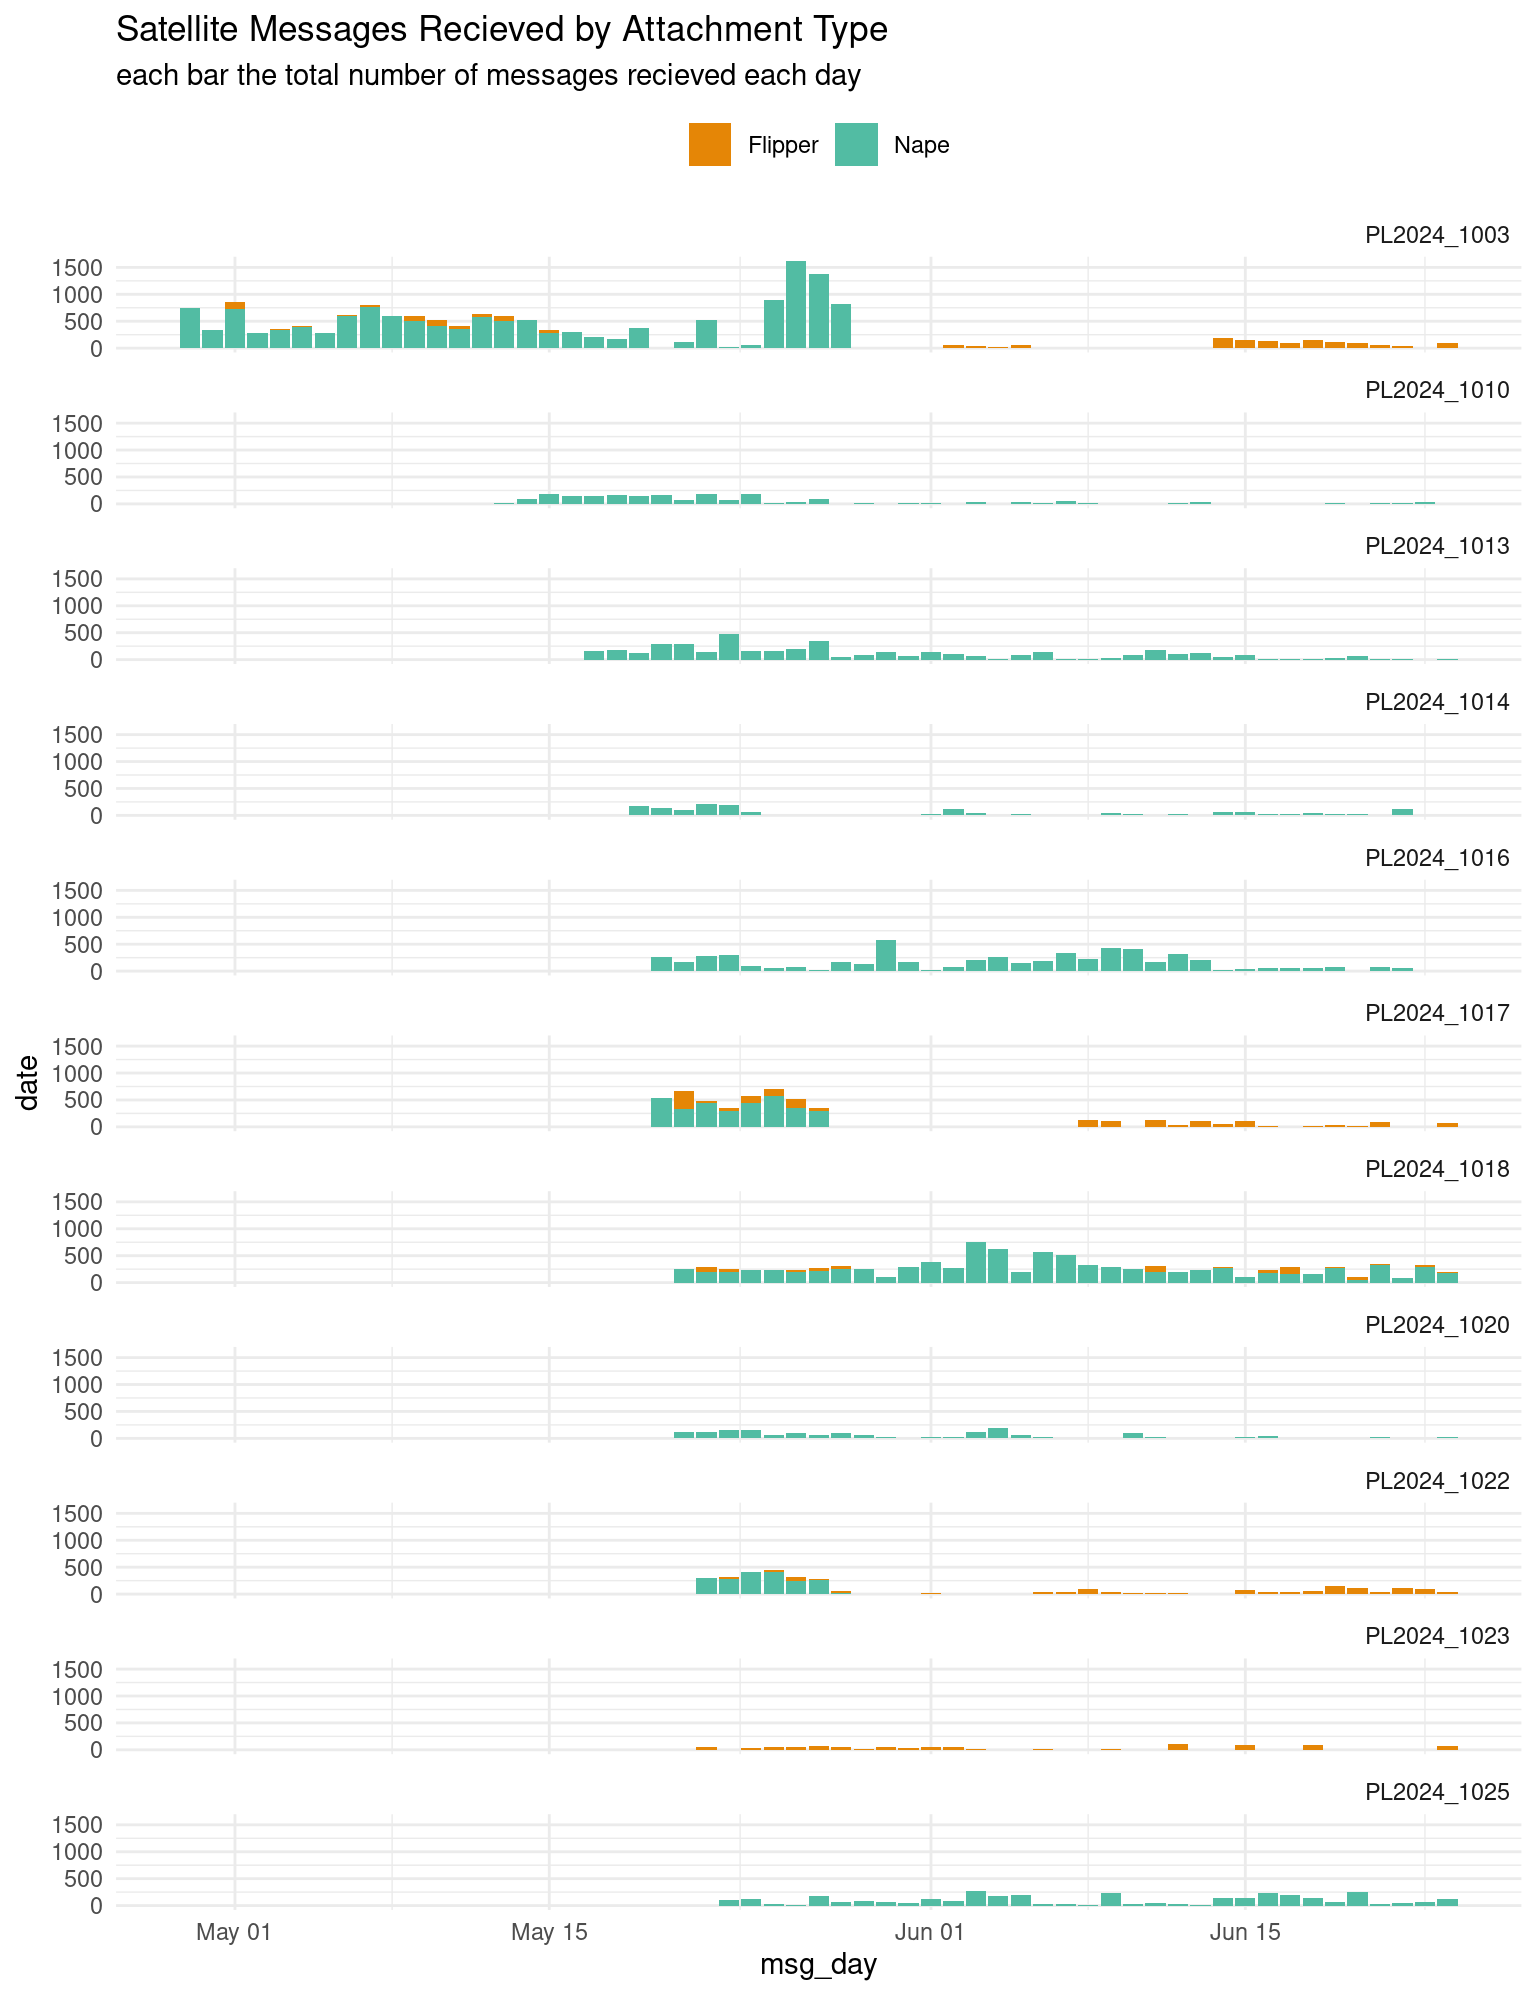 Satellite Messages Recieved by Attachment Type
each bar the total number of messages recieved each day
Flipper
Nape
PL2024_1003
1500
1000
500
0
PL2024_1010
1500
1000
500
0
PL2024_1013
1500
1000
500
0
PL2024_1014
1500
1000
500
0
PL2024_1016
1500
1000
500
0
PL2024_1017
1500
1000
500
0
date
PL2024_1018
1500
1000
500
0
PL2024_1020
1500
1000
500
0
PL2024_1022
1500
1000
500
0
PL2024_1023
1500
1000
500
0
PL2024_1025
1500
1000
500
0
May 01
May 15
Jun 01
Jun 15
msg_day